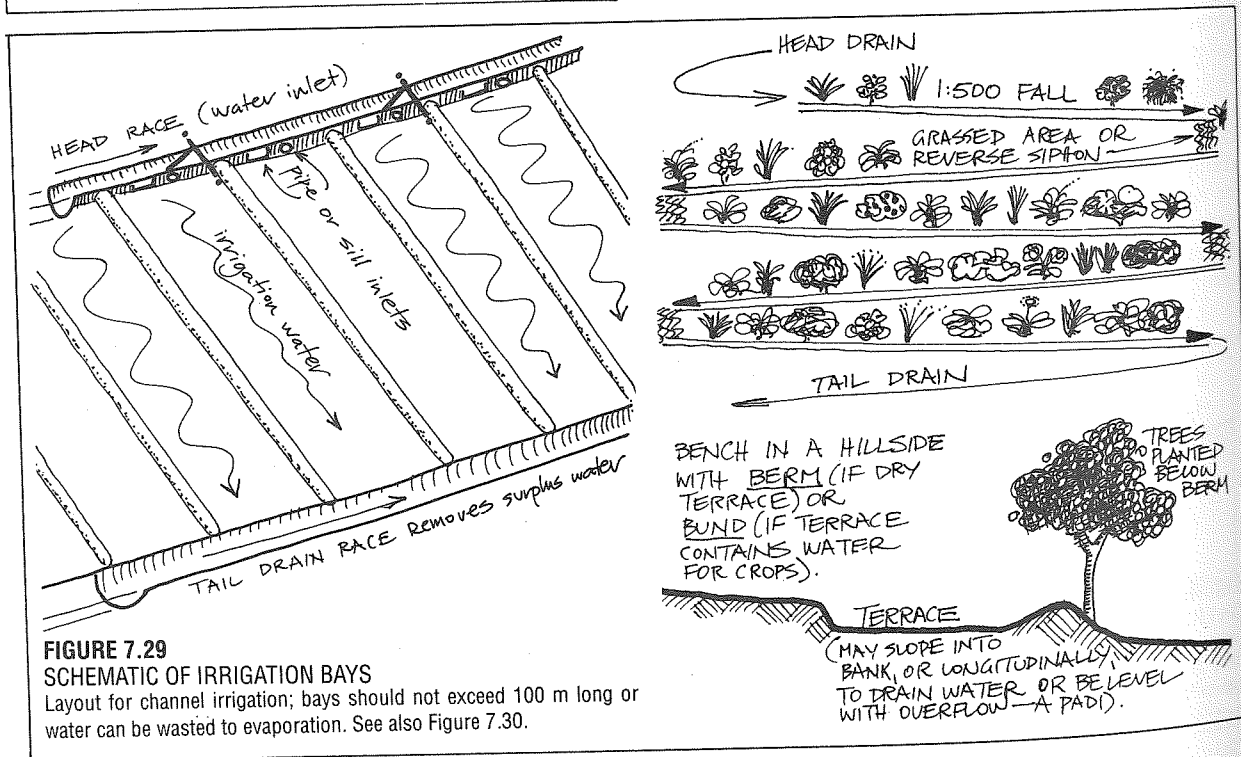 HEAD RACE (water inlet)
pipe or sill inlets
irrigation water
TAIL DRAIN RACE Removes surplus water
FIGURE 7.29
SCHEMATIC OF IRRIGATION BAYS
Layout for channel irrigation; bays should not exceed 100 m long or
water can be wasted to evaporation. See also Figure 7.30.
HEAD DRAIN
1:500 FALL
GRASSED AREA OR
REVERSE SIPHON
TAIL DRAIN
BENCH IN A HILLSIDE
WITH BERM (IF DRY
TERRACE) OR
BUND (IF TERRACE
CONTAINS WATER
FOR CROPS).
TREES
PLANTED
BELOW
BERM
TERRACE
(MAY SLOPE INTO
BANK, OR LONGITUDINALLY,
TO DRAIN WATER OR BE LEVEL
WITH OVERFLOW—A PADI).